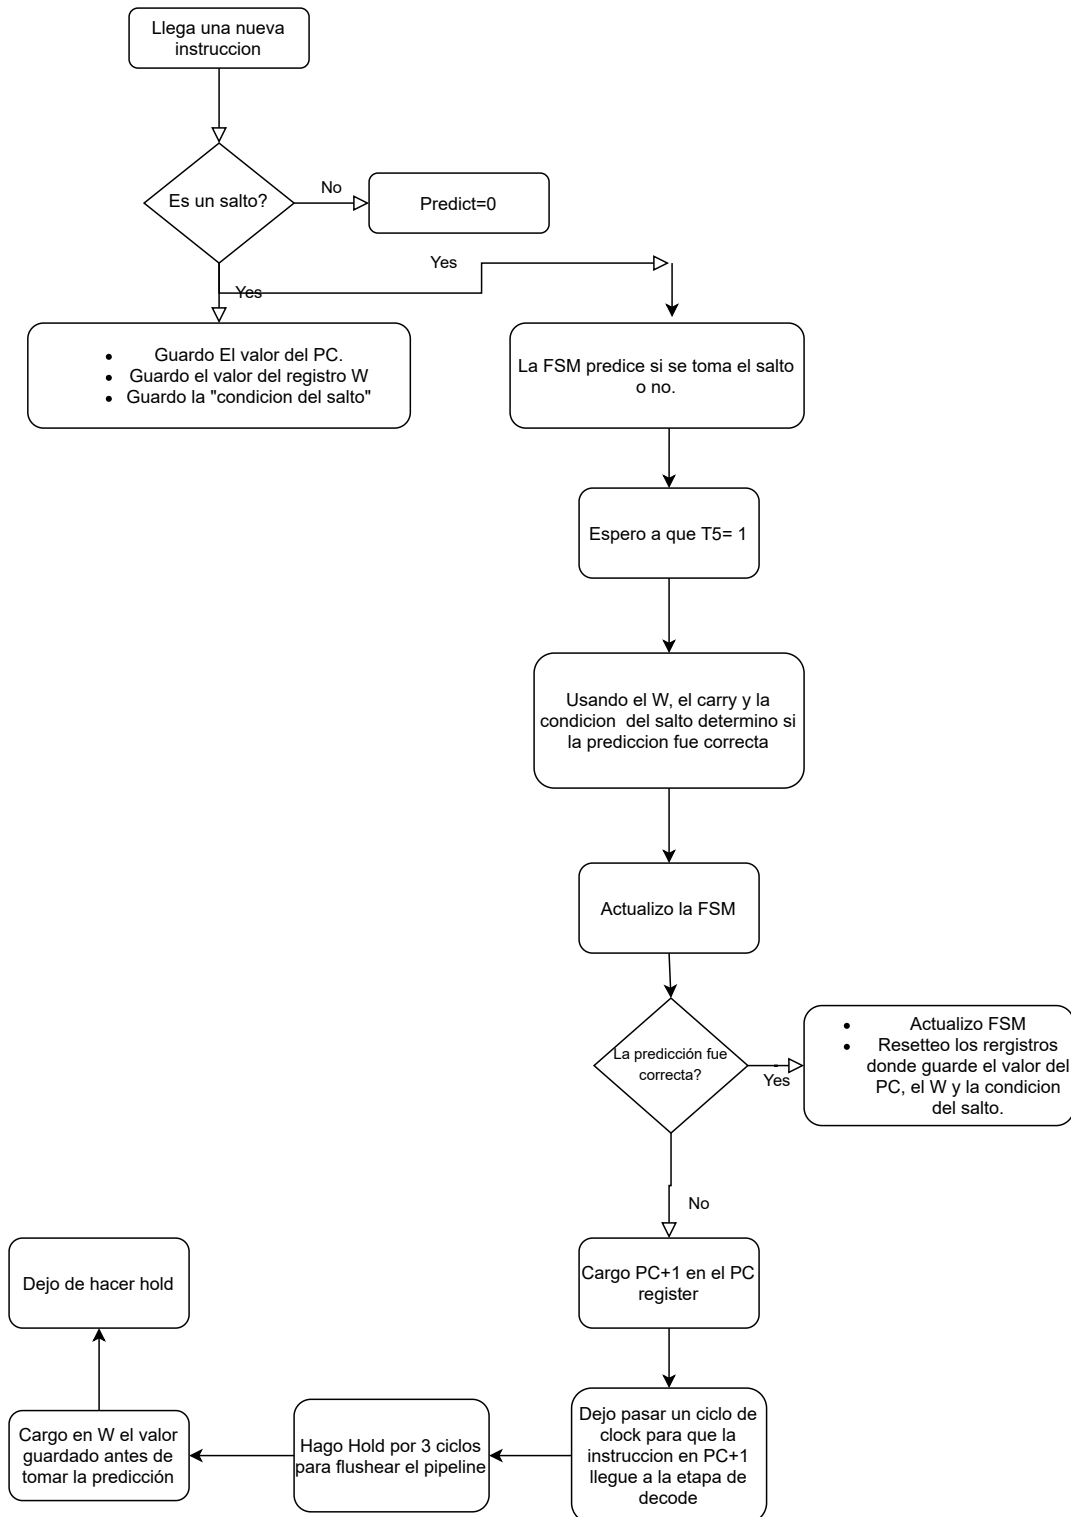 Llega una nueva
instruccion
Es un salto?
No
Predict=0
Yes
Yes
• Guardo El valor del PC.
• Guardo el valor del registro W
• Guardo la "condicion del salto"
La FSM predice si se toma el salto
o no.
Espero a que T5= 1
Usando el W, el carry y la
condicion del salto determino si
la prediccion fue correcta
Actualizo la FSM
La predicción fue
correcta?
Yes
• Actualizo FSM
• Resetteo los rergistros
donde guarde el valor del
PC, el W y la condicion
del salto.
No
Cargo PC+1 en el PC
register
Dejo pasar un ciclo de
clock para que la
instruccion en PC+1
llegue a la etapa de
decode
Hago Hold por 3 ciclos
para flushear el pipeline
Cargo en W el valor
guardado antes de
tomar la predicción
Dejo de hacer hold